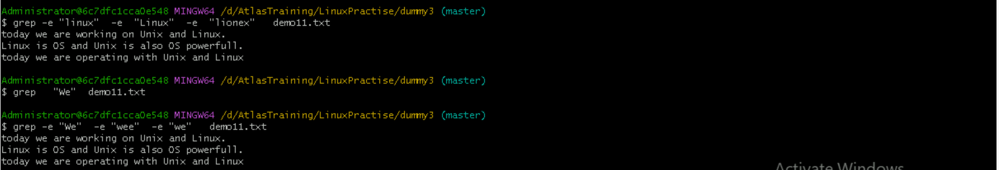 Administrator@6c7dfc1cca0e548 MINGW64 /d/AtlasTraining/LinuxPractise/dummy3 (master)
$ grep -e "linux"  -e  "Linux"  -e  "lionex"   demo11.txt
today we are working on Unix and Linux.
Linux is OS and Unix is also OS powerfull.
today we are operating with Unix and Linux
Administrator@6c7dfc1cca0e548 MINGW64 /d/AtlasTraining/LinuxPractise/dummy3 (master)
$ grep   "We"  demo11.txt
Administrator@6c7dfc1cca0e548 MINGW64 /d/AtlasTraining/LinuxPractise/dummy3 (master)
$ grep -e "We"  -e "wee"  -e "we"   demo11.txt
today we are working on Unix and Linux.
Linux is OS and Unix is also OS powerfull.
today we are operating with Unix and Linux
Activate Windows